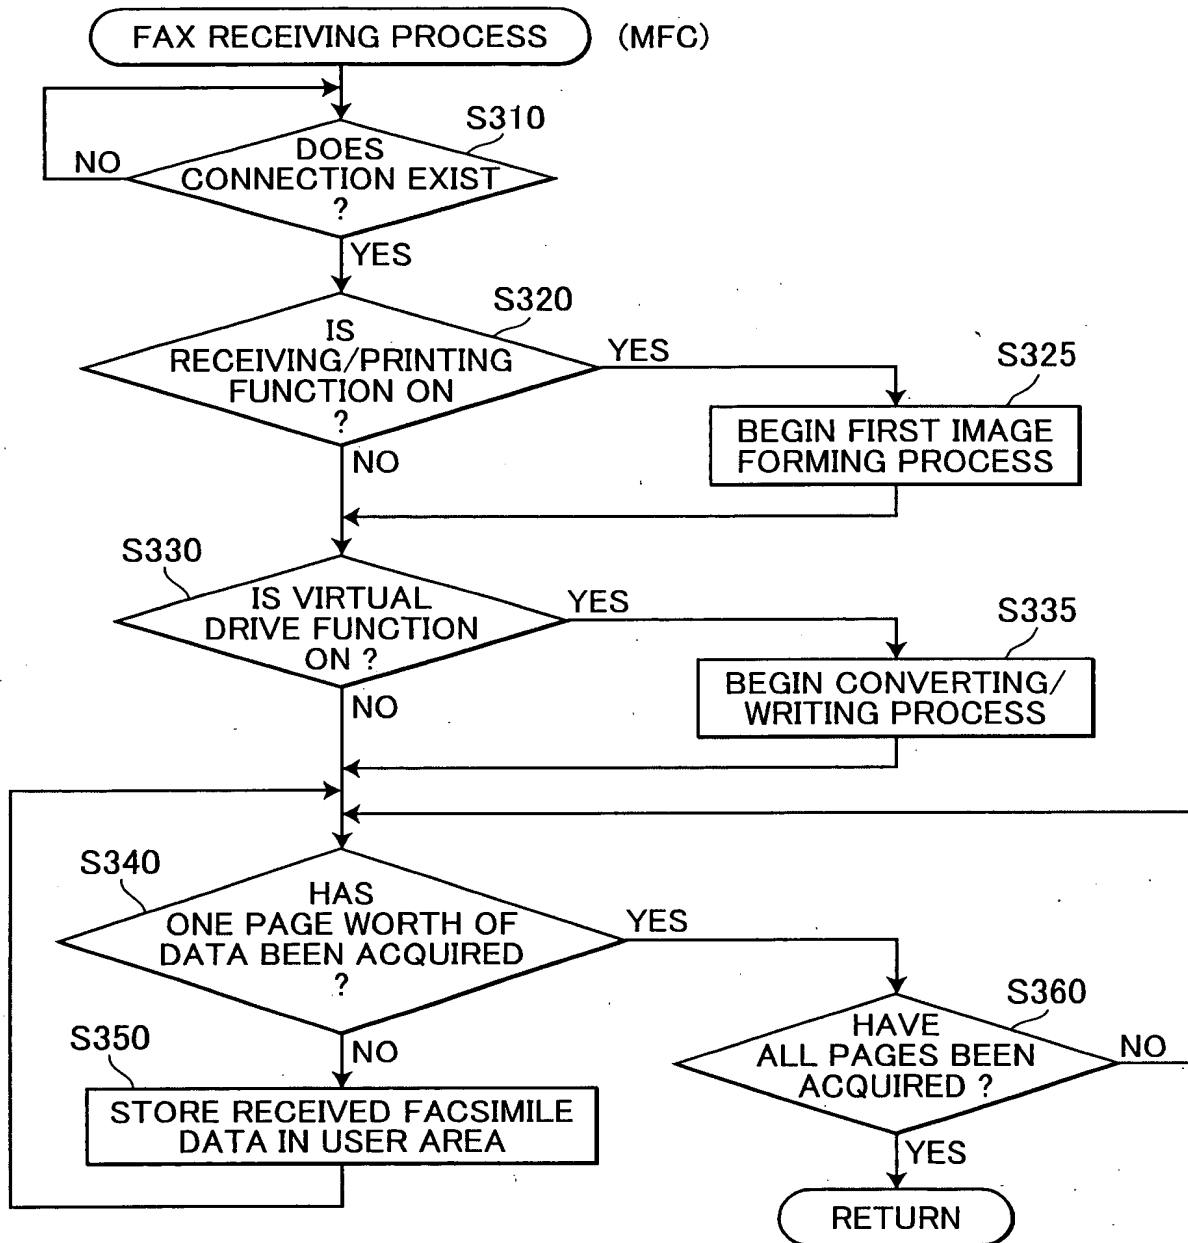 FAX RECEIVING PROCESS (MFC)
S310
DOES
CONNECTION EXIST
?
NO
YES
S320
IS
RECEIVING/PRINTING
FUNCTION ON
?
YES
NO
S325
BEGIN FIRST IMAGE
FORMING PROCESS
S330
IS VIRTUAL
DRIVE FUNCTION
ON ?
YES
NO
S335
BEGIN CONVERTING/
WRITING PROCESS
S340
HAS
ONE PAGE WORTH OF
DATA BEEN ACQUIRED
?
YES
NO
S350
STORE RECEIVED FACSIMILE
DATA IN USER AREA
S360
HAVE
ALL PAGES BEEN
ACQUIRED ?
NO
YES
RETURN